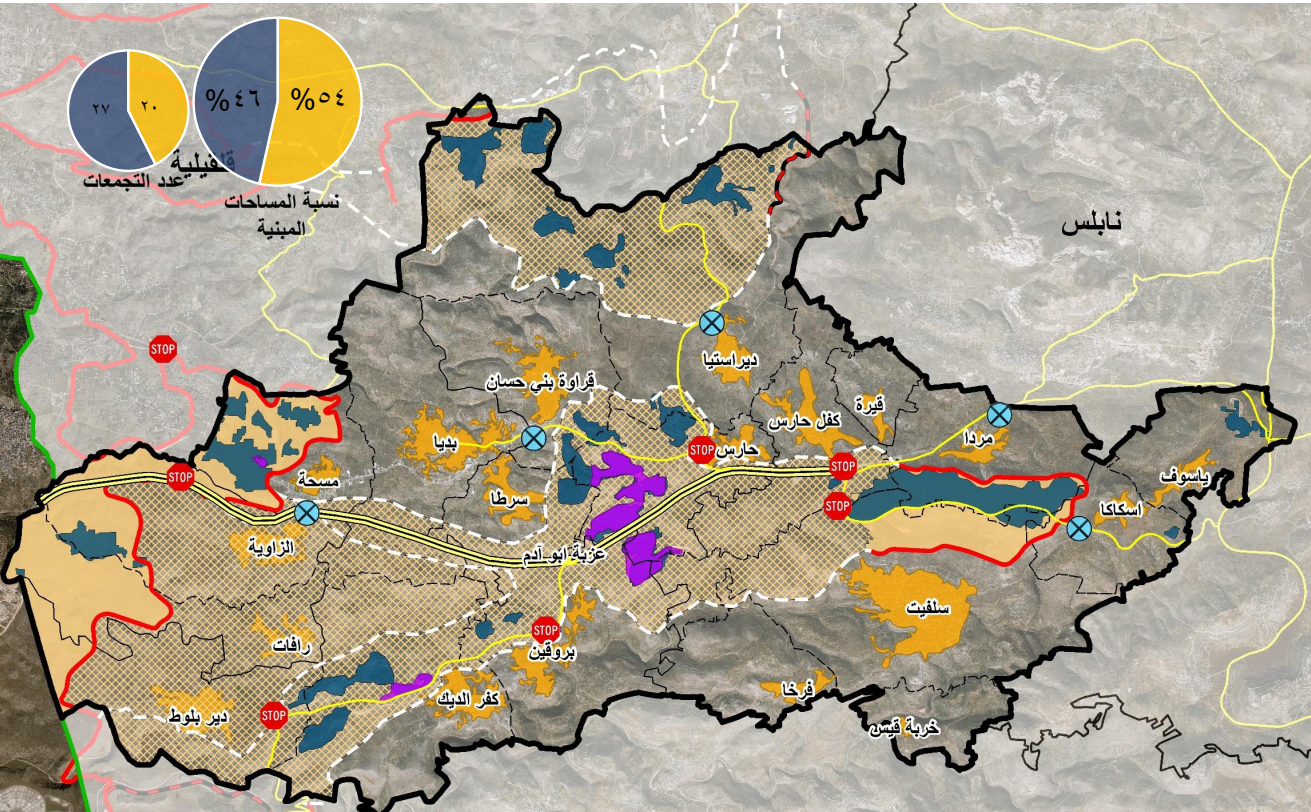 %٤٦
%٥٤
٢٧
٢٠
قلقيلية
عدد التجمعات
نسبة المساحات
المبنية
نابلس
STOP
ديراستيا
قراوة بني حسان
كفل حارس
قيرة
مردا
بديا
حارس
STOP
STOP
ياسوف
اسكاكا
مسحة
STOP
سرطا
STOP
الزاوية
عزبة ابو آدم
سلفيت
رافات
بروقين
STOP
فرخا
كفر الديك
دير بلوط
STOP
خربة قيس